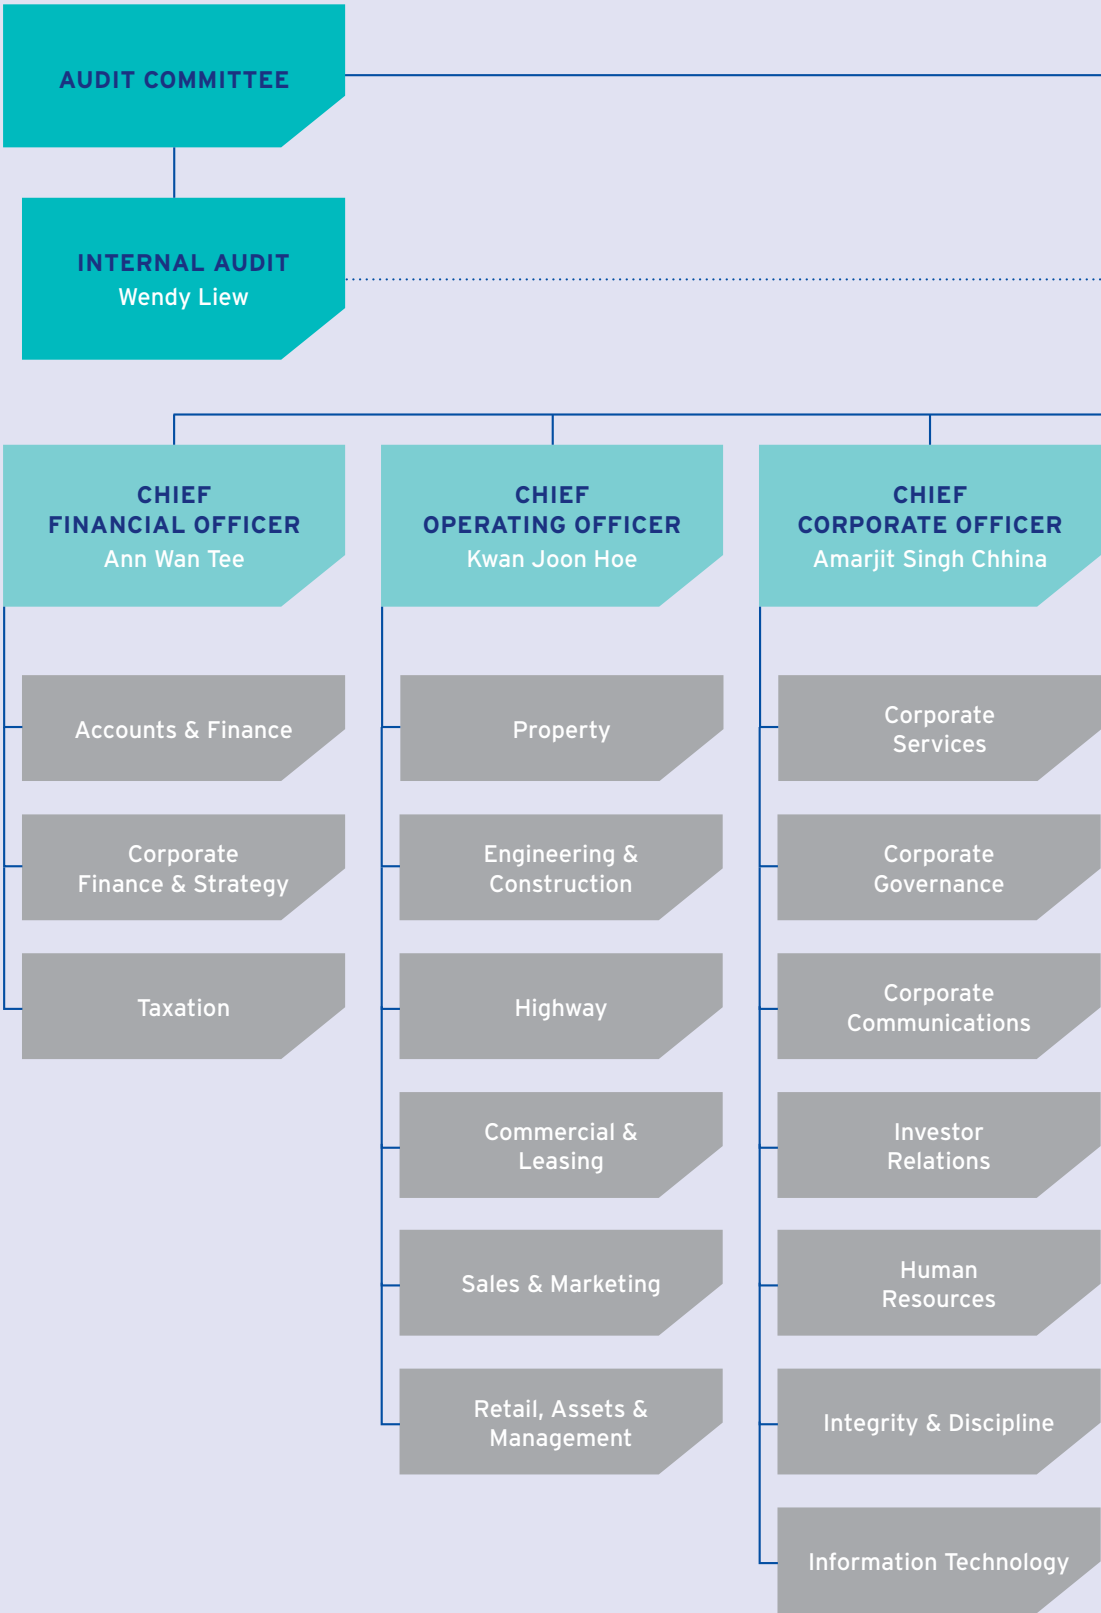 AUDIT COMMITTEE
INTERNAL AUDIT
Wendy Liew
CHIEF
FINANCIAL OFFICER
Ann Wan Tee
Accounts & Finance
Corporate
Finance & Strategy
Taxation
CHIEF
OPERATING OFFICER
Kwan Joon Hoe
Property
Engineering &
Construction
Highway
Commercial &
Leasing
Sales & Marketing
Retail, Assets &
Management
CHIEF
CORPORATE OFFICER
Amarjit Singh Chhina
Corporate
Services
Corporate
Governance
Corporate
Communications
Investor
Relations
Human
Resources
Integrity & Discipline
Information Technology